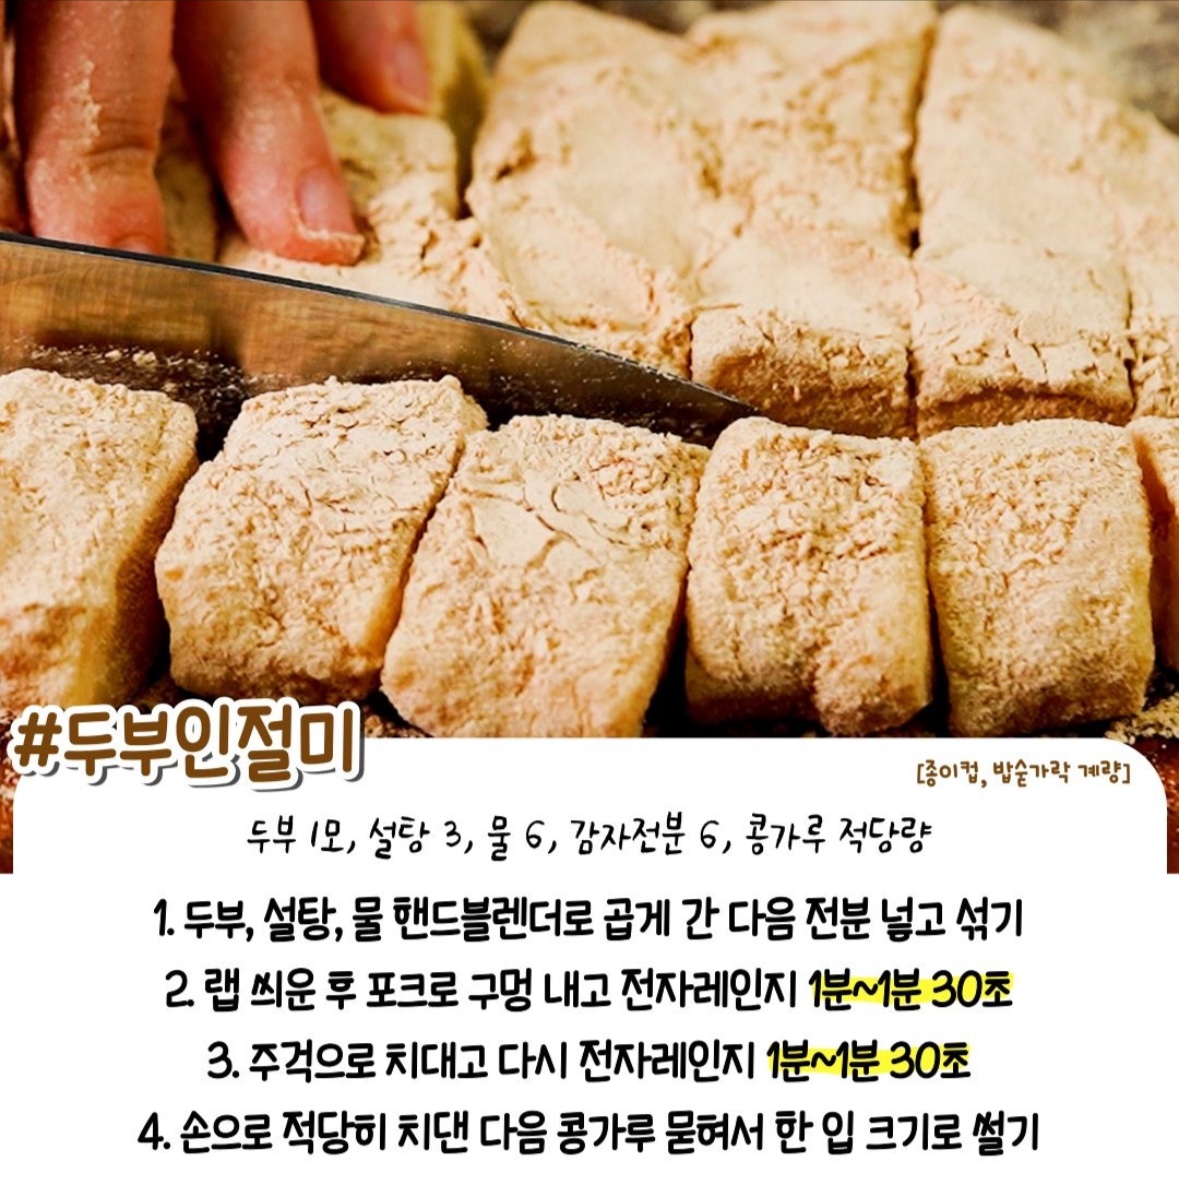 #두부인절미
[종이컵, 밥숟가락 계량]
두부 1모, 설탕 3, 물 6, 감자전분 6, 콩가루 적당량
1. 두부, 설탕, 물 핸드블렌더로 곱게 간 다음 전분 넣고 섞기
2. 랩 씌운 후 포크로 구멍 내고 전자레인지 1분~1분 30초
3. 주걱으로 치대고 다시 전자레인지 1분~1분 30초
4. 손으로 적당히 치댄 다음 콩가루 묻혀서 한 입 크기로 썰기